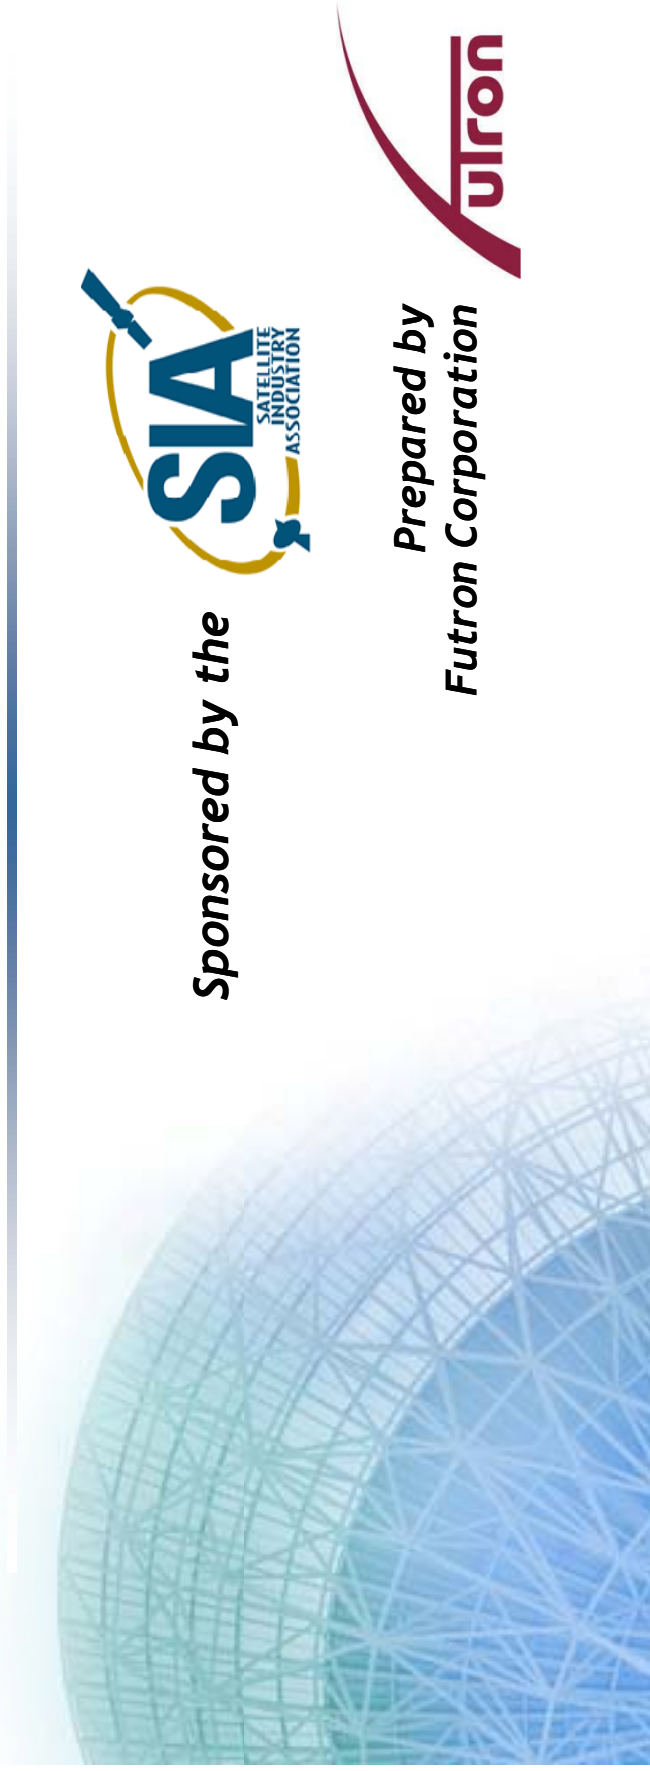 Sponsored by the
SIA
SATELLITE
INDUSTRY
ASSOCIATION
Prepared by
Futron Corporation
Futron